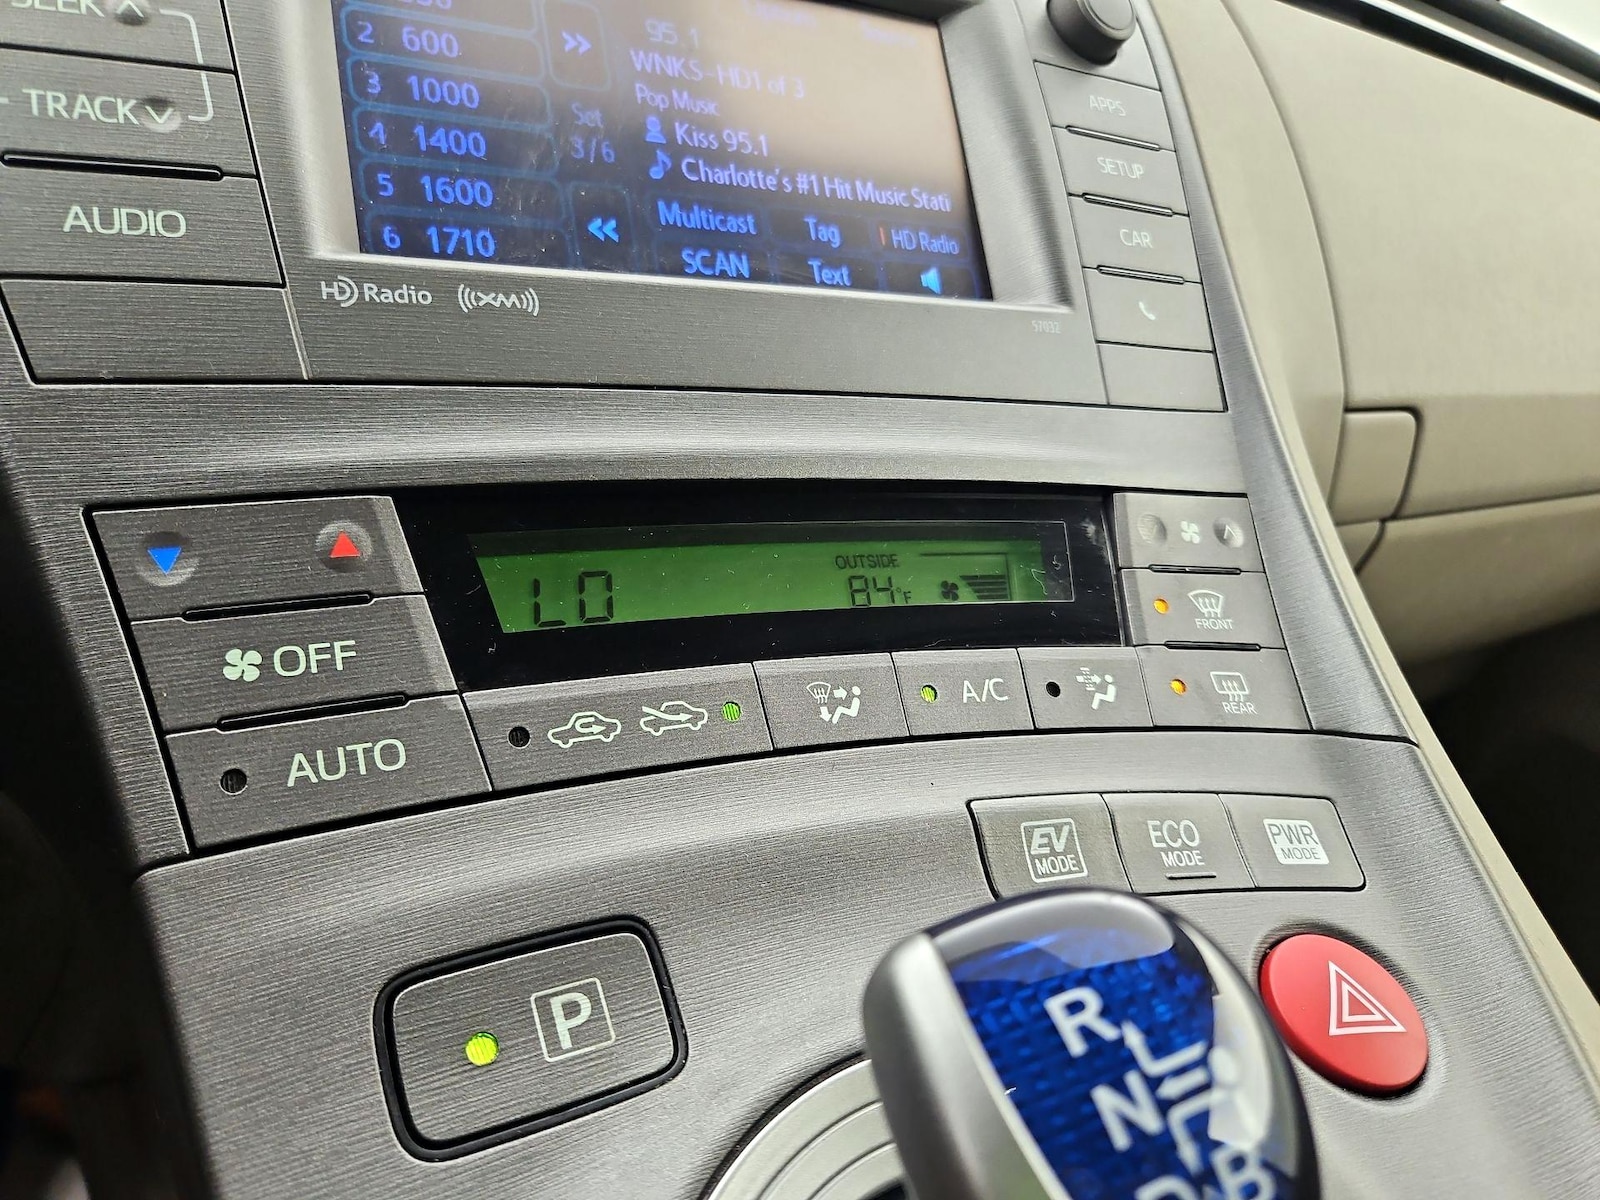 SEEK
TRACK
AUDIO
2 600
3 1000
4 1400
5 1600
6 1710
Set
3/6
95.1
WNKS-HD1 of 3
Pop Music
Kiss 95.1
Charlotte's #1 Hit Music Stati
Multicast
Tag
HD Radio
SCAN
Text
APPS
SETUP
CAR
HD Radio
((XM))
57032
LO
OUTSIDE
84°F
OFF
AUTO
A/C
FRONT
REAR
EV
MODE
ECO
MODE
PWR
MODE
P
R
N
B